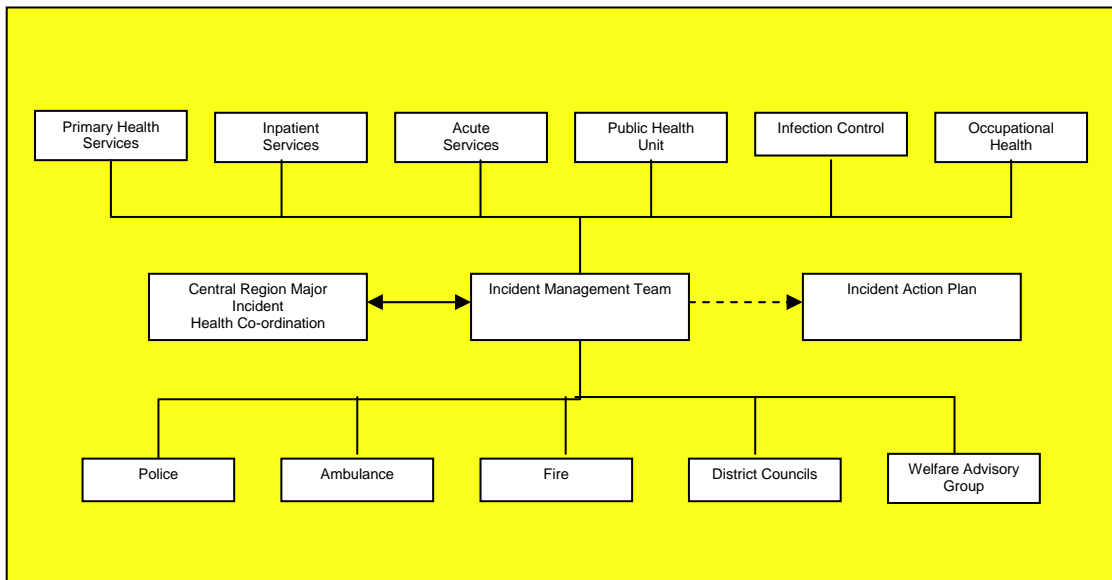 Primary Health
Services
Inpatient
Services
Acute
Services
Public Health
Unit
Infection Control
Occupational
Health
Central Region Major
Incident
Health Co-ordination
Incident Management Team
Incident Action Plan
Police
Ambulance
Fire
District Councils
Welfare Advisory
Group